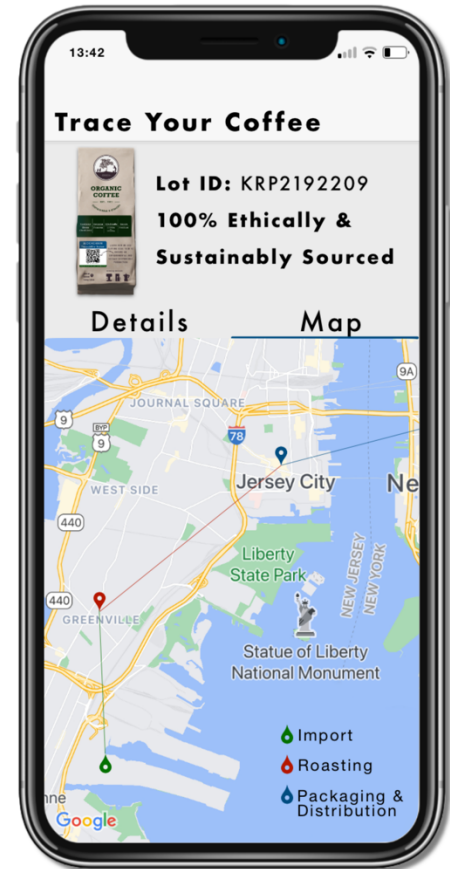 13:42
Trace Your Coffee
ORGANIC
COFFEE
Lot ID: KRP2192209
100% Ethically &
Sustainably Sourced
Details
Map
9A
JOURNAL SQUARE
9
BYP
9
78
WEST SIDE
Jersey City
Ne
440
Liberty
State Park
NEW JERSEY
NEW YORK
440
GREENVILLE
Statue of Liberty
National Monument
Import
Roasting
nne
Packaging &
Distribution
Google